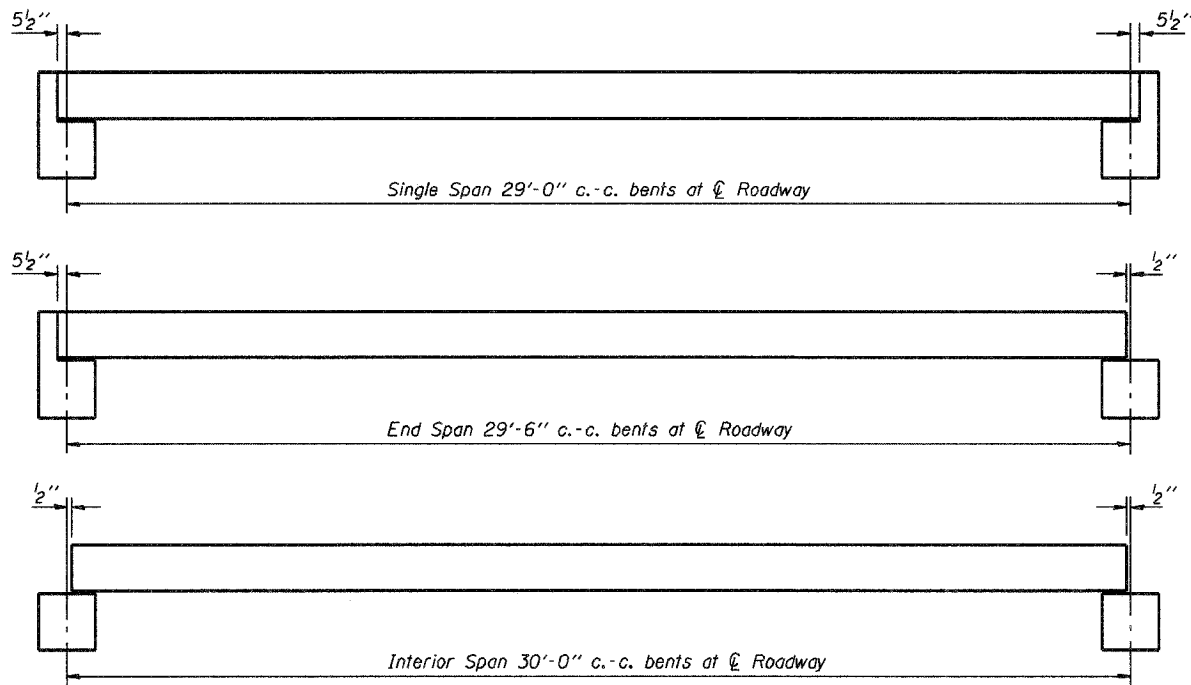 5½" 5½"
Single Span 29'-0" c.-c. bents at ℄ Roadway
5½" ½"
End Span 29'-6" c.-c. bents at ℄ Roadway
½" ½"
Interior Span 30'-0" c.-c. bents at ℄ Roadway